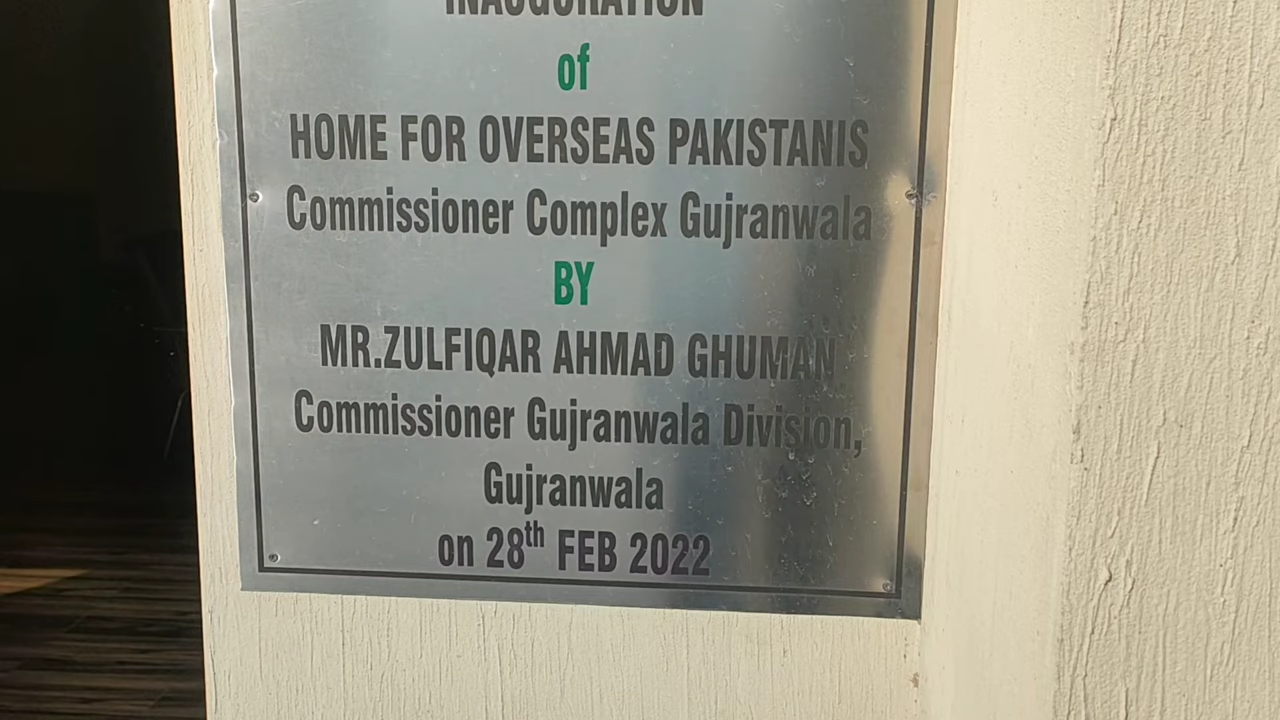 INAUGURATION
of
HOME FOR OVERSEAS PAKISTANIS
Commissioner Complex Gujranwala
BY
MR.ZULFIQAR AHMAD GHUMAN
Commissioner Gujranwala Division,
Gujranwala
on 28th FEB 2022